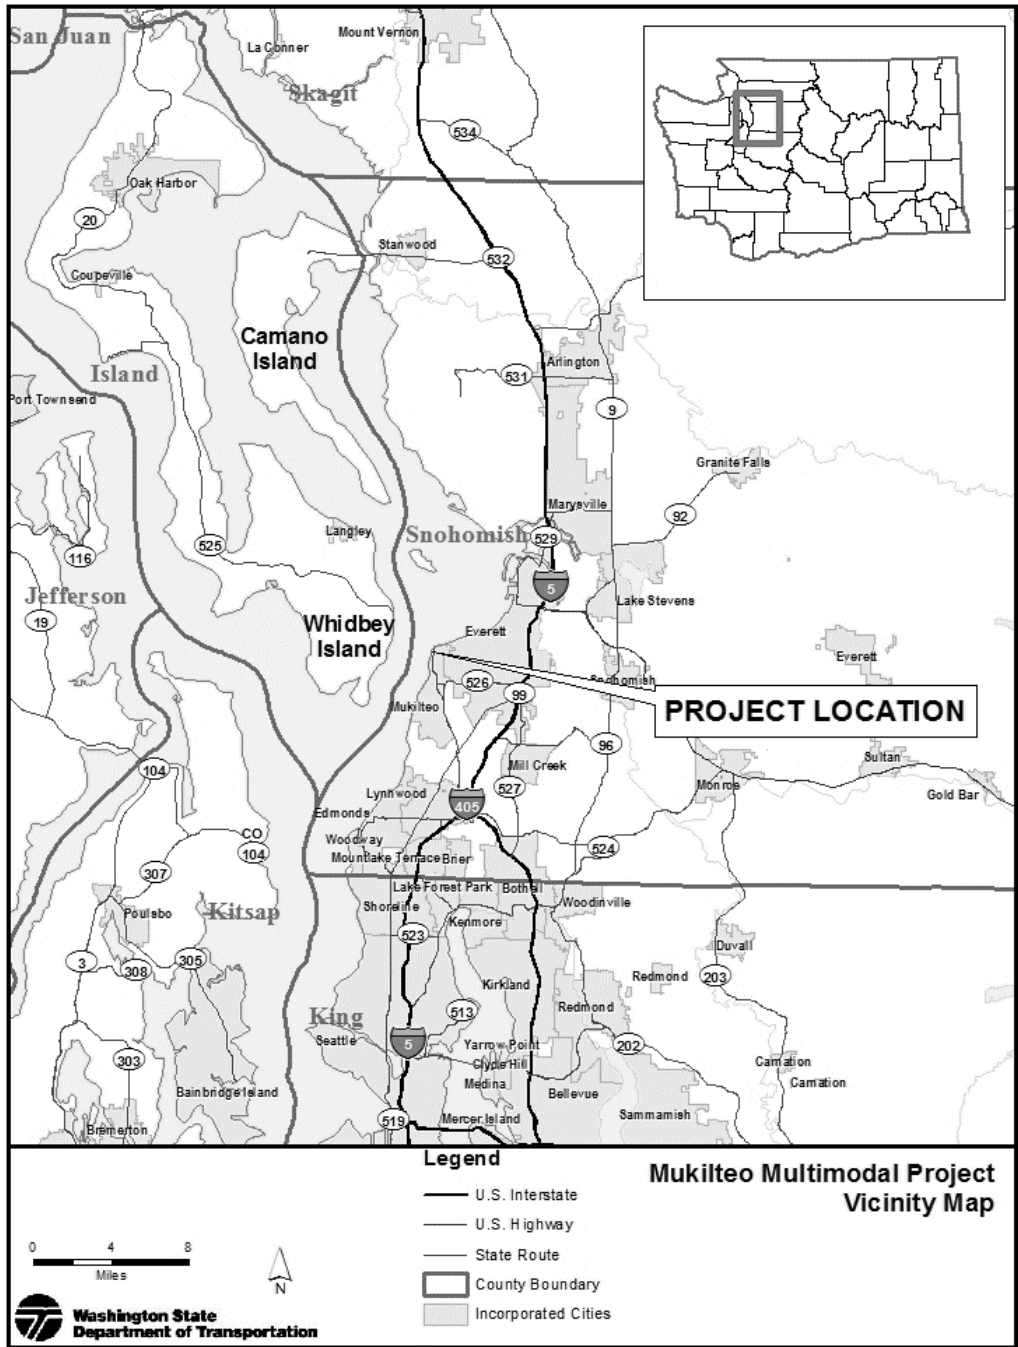 San Juan
La Conner
Mount Vernon
Skagit
534
Oak Harbor
20
Stanwood
532
Coupeville
Camano
Island
Arlington
Island
531
Port Townsend
9
Granite Falls
Marysville
92
Langley
Snohomish
529
525
116
5
Jefferson
Lake Stevens
19
Whidbey
Island
Everett
Everett
526
Snohomish
99
Mukilteo
PROJECT LOCATION
96
104
Mill Creek
Sultan
Monroe
527
Lynnwood
Gold Bar
405
Edmonds
CO
104
Woodway
524
Mountlake Terrace
Brier
307
Lake Forest Park
Bothell
Poulsbo
Kitsap
Shoreline
Woodinville
Kenmore
523
Duvall
3
308
305
Redmond
203
Kirkland
King
513
Redmond
Seattle
5
Yarrow Point
202
303
Clyde Hill
Carnation
Medina
Carnation
Bainbridge Island
Bellevue
519
Mercer Island
Sammamish
Bremerton
Legend
U.S. Interstate
U.S. Highway
State Route
County Boundary
Incorporated Cities
Mukilteo Multimodal Project
Vicinity Map
0 4 8
Miles
N
Washington State
Department of Transportation